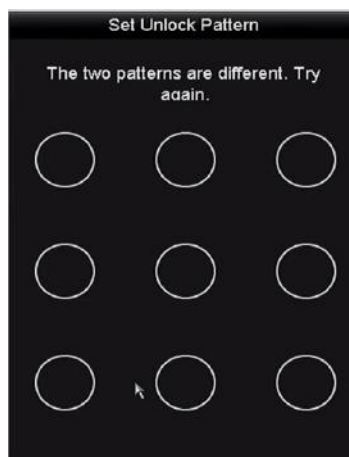 Set Unlock Pattern
The two patterns are different. Try
again.